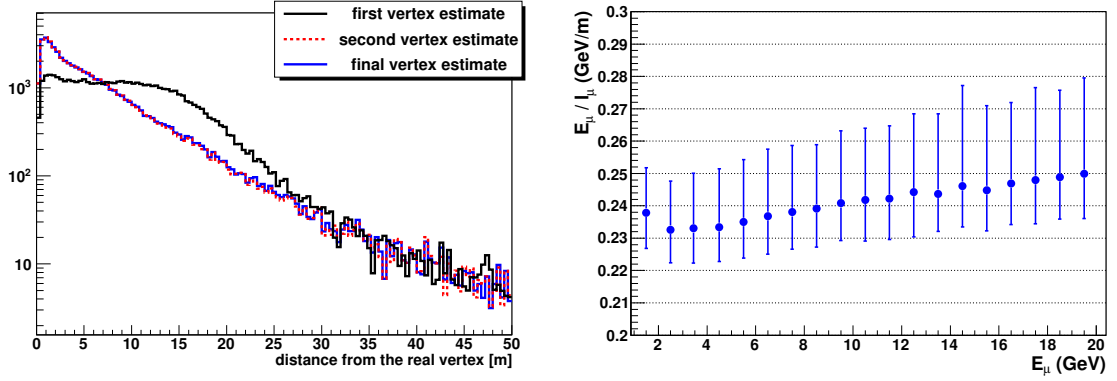 first vertex estimate
second vertex estimate
final vertex estimate
10³
10²
10
1
0 5 10 15 20 25 30 35 40 45 50
distance from the real vertex [m]
E_μ / l_μ (GeV/m)
0.3
0.29
0.28
0.27
0.26
0.25
0.24
0.23
0.22
0.21
0.2
2 4 6 8 10 12 14 16 18 20
E_μ (GeV)